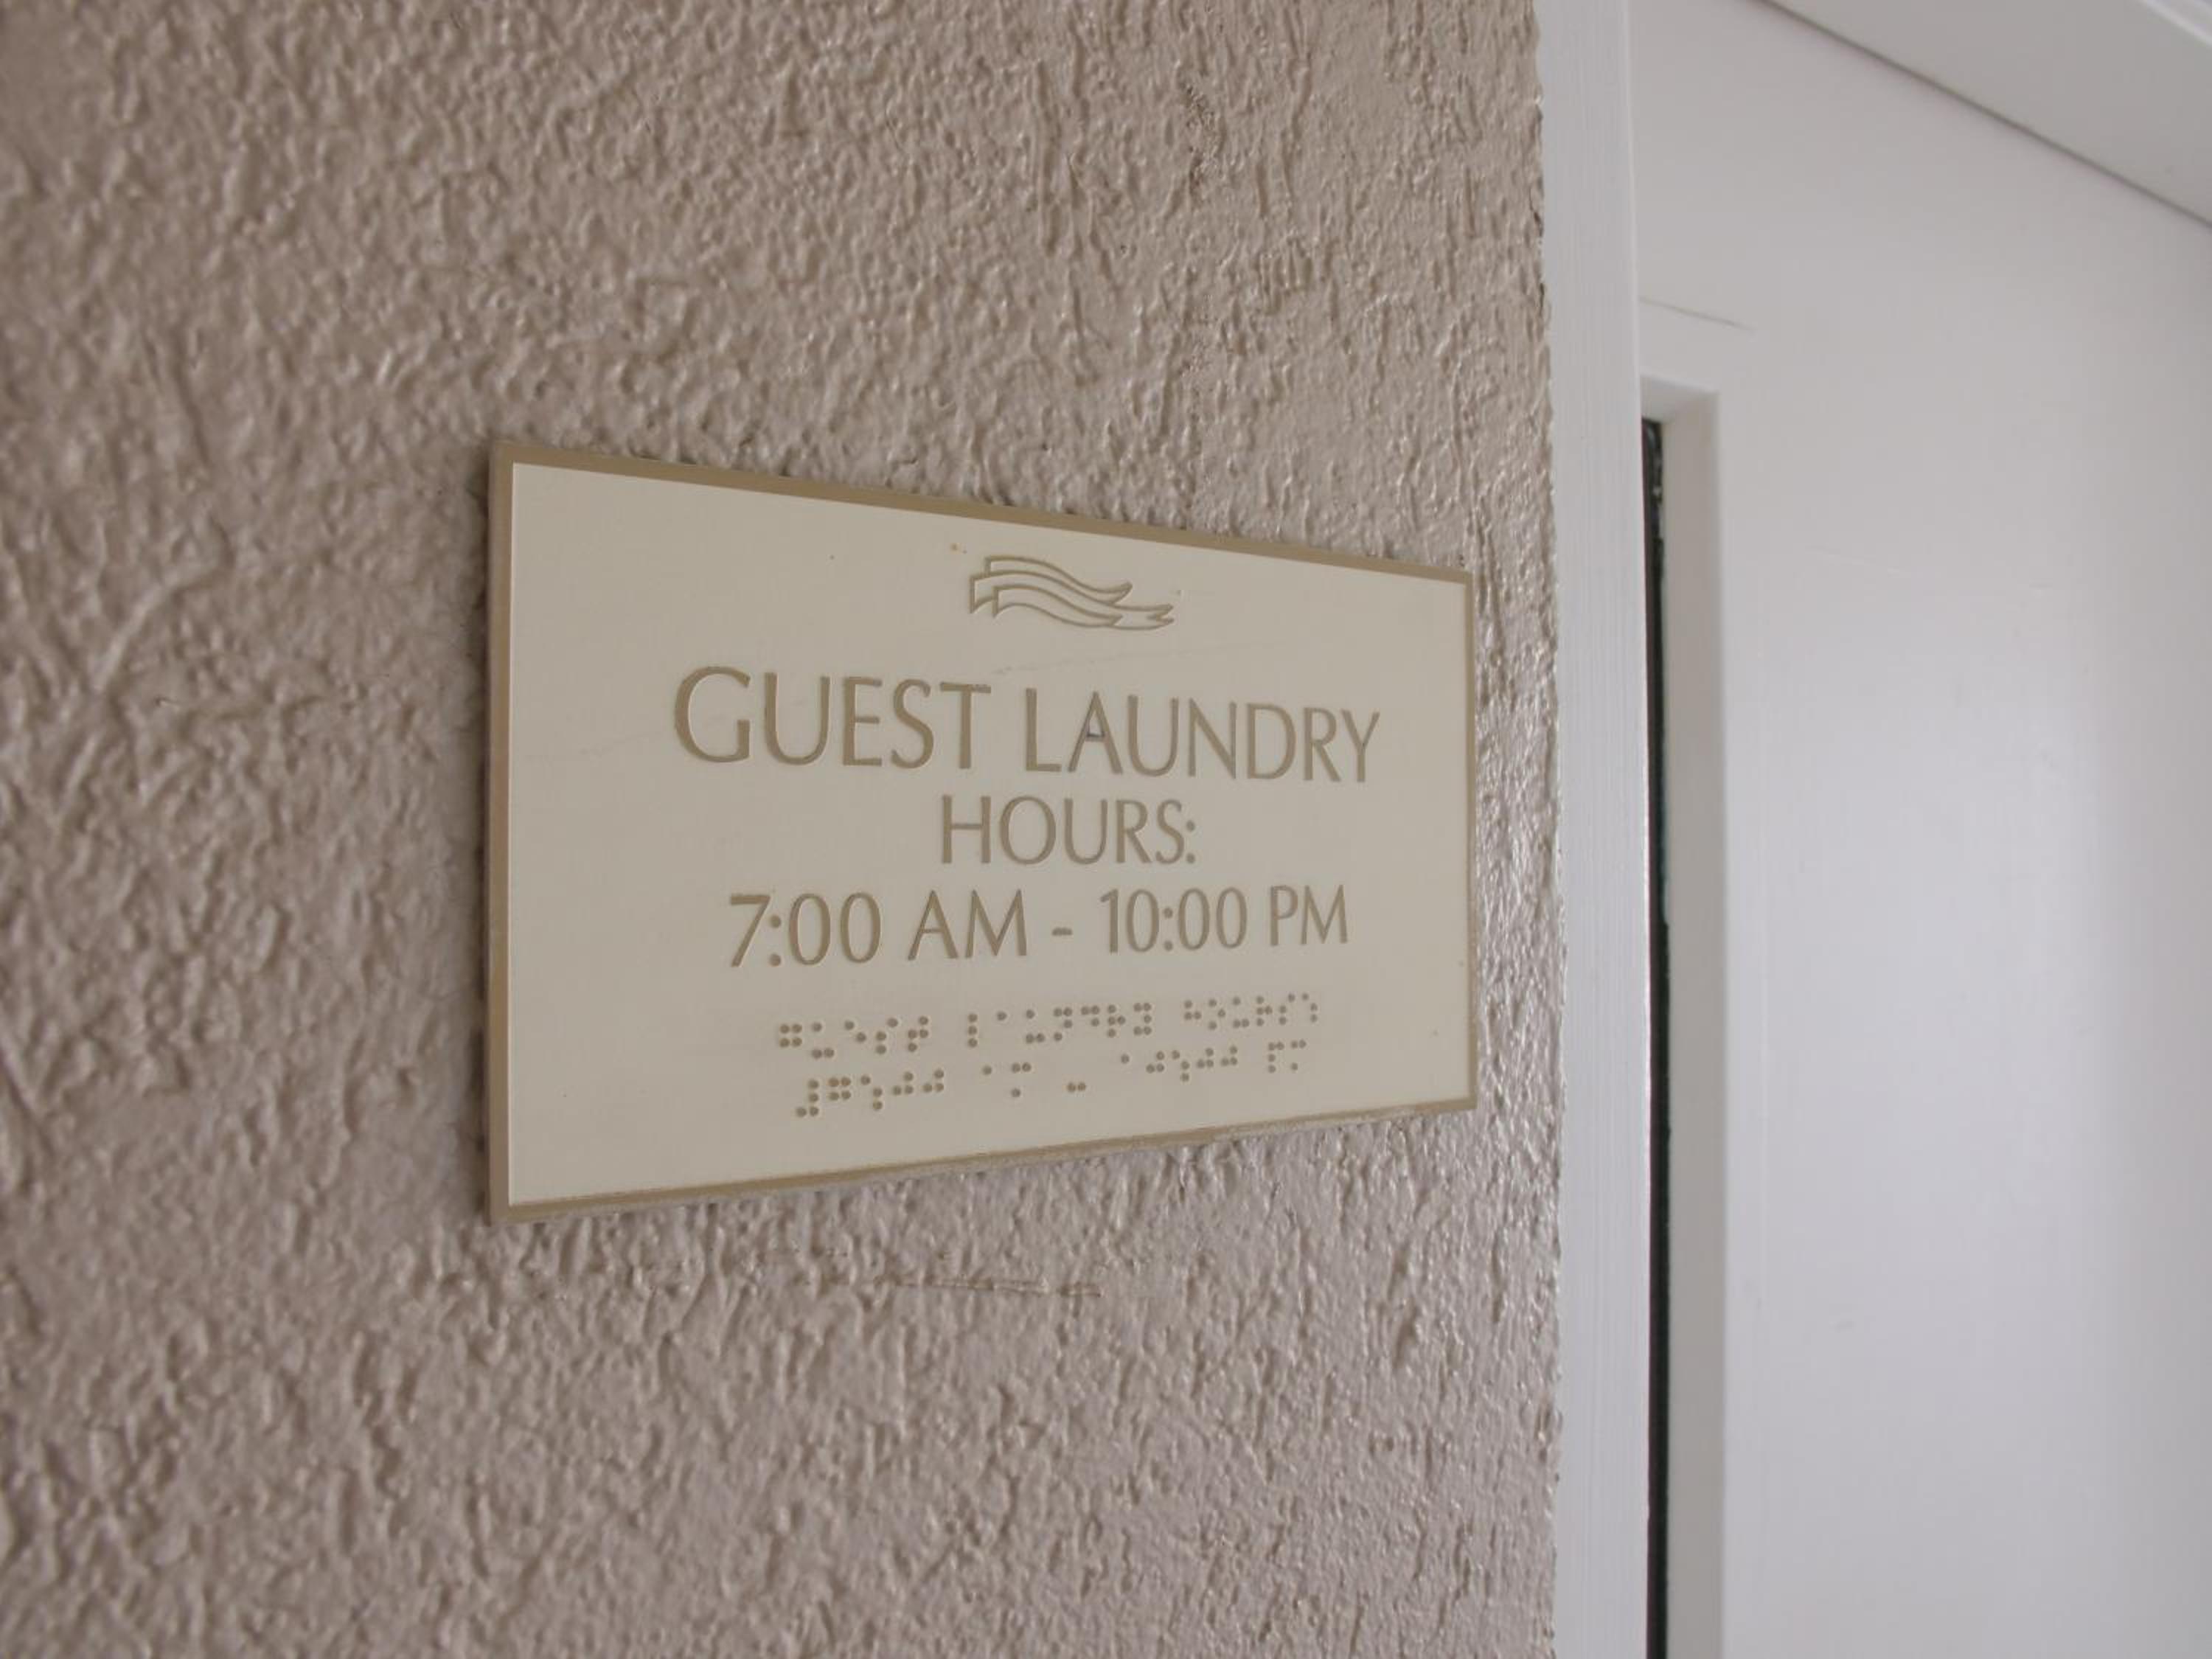 GUEST LAUNDRY
HOURS:
7:00 AM - 10:00 PM